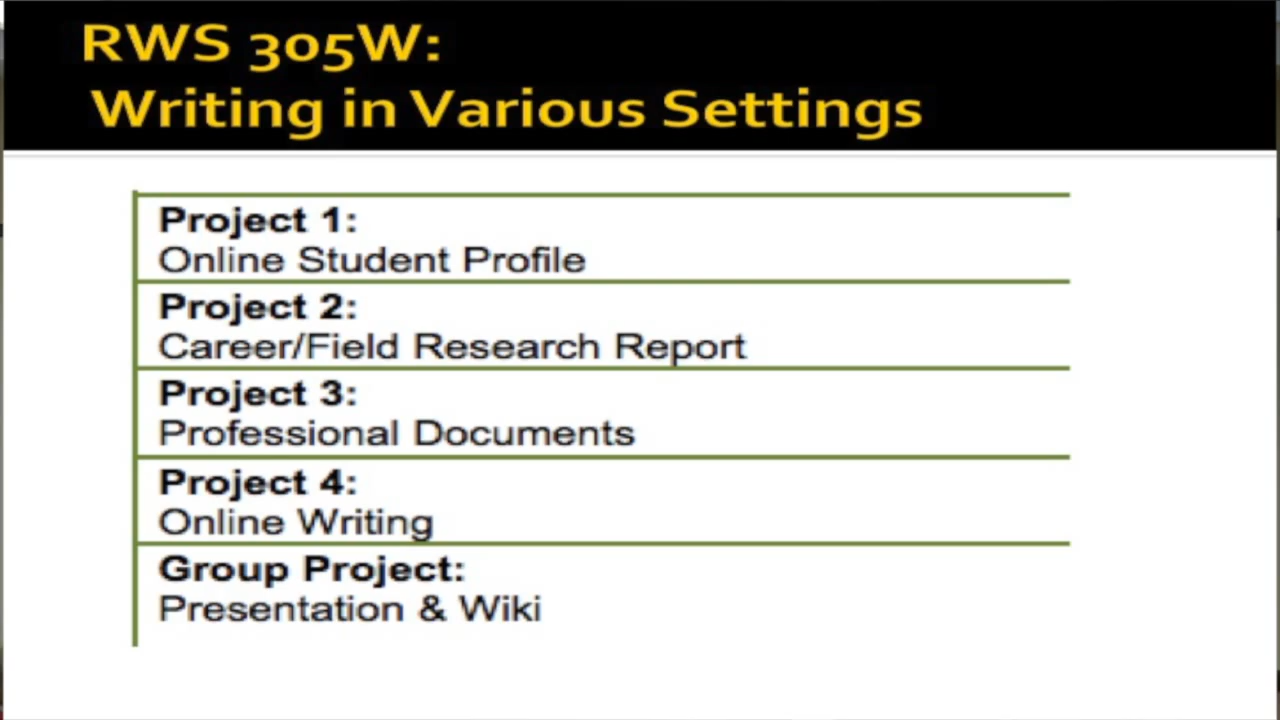 RWS 305W:
Writing in Various Settings
Project 1:
Online Student Profile
Project 2:
Career/Field Research Report
Project 3:
Professional Documents
Project 4:
Online Writing
Group Project:
Presentation & Wiki